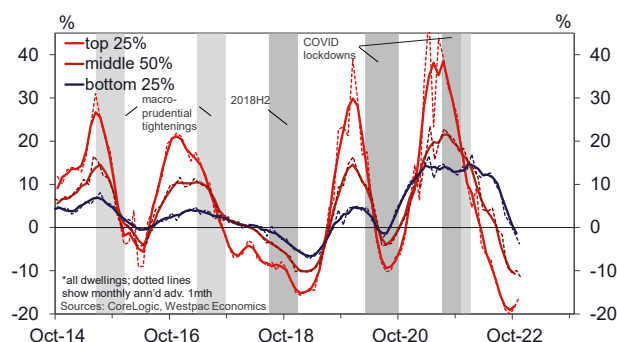 % %
40 40
30 30
20 20
10 10
0 0
-10 -10
-20 -20
top 25%
middle 50%
bottom 25%
macro-
prudential
tightenings
2018H2
COVID
lockdowns
*all dwellings; dotted lines
show monthly ann’d adv. 1mth
Sources: CoreLogic, Westpac Economics
Oct-14 Oct-16 Oct-18 Oct-20 Oct-22